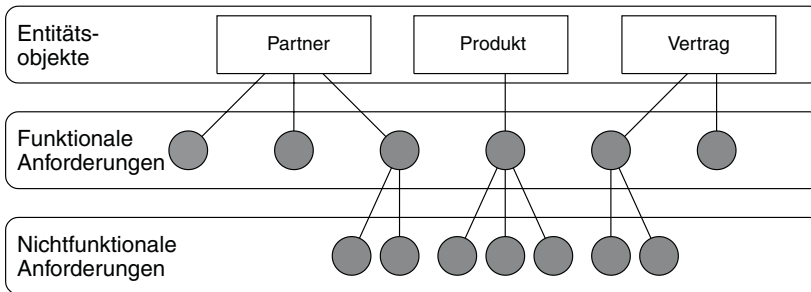 Entitäts-
objekte
Partner
Produkt
Vertrag
Funktionale
Anforderungen
Nichtfunktionale
Anforderungen